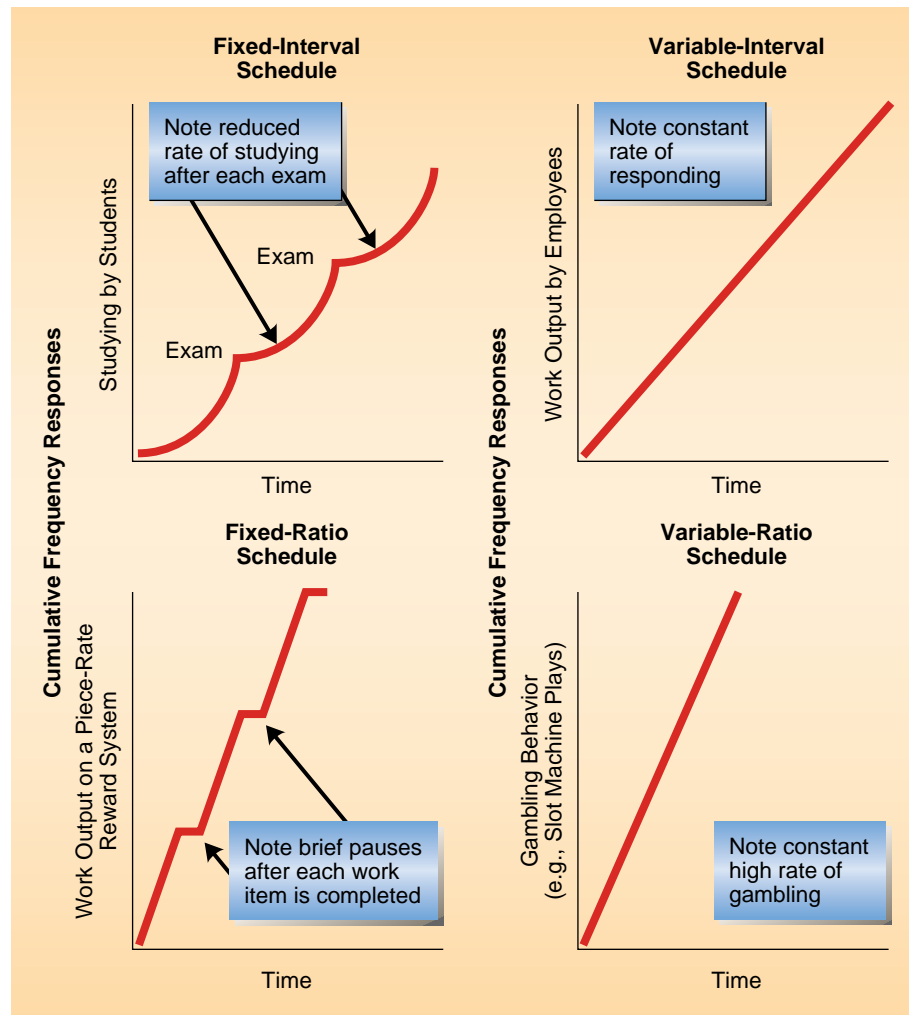 Fixed-Interval
Schedule
Note reduced
rate of studying
after each exam
Exam
Exam
Studying by Students
Time
Variable-Interval
Schedule
Note constant
rate of
responding
Work Output by Employees
Time
Cumulative Frequency Responses
Cumulative Frequency Responses
Fixed-Ratio
Schedule
Work Output on a Piece-Rate
Reward System
Note brief pauses
after each work
item is completed
Time
Variable-Ratio
Schedule
Gambling Behavior
(e.g., Slot Machine Plays)
Note constant
high rate of
gambling
Time